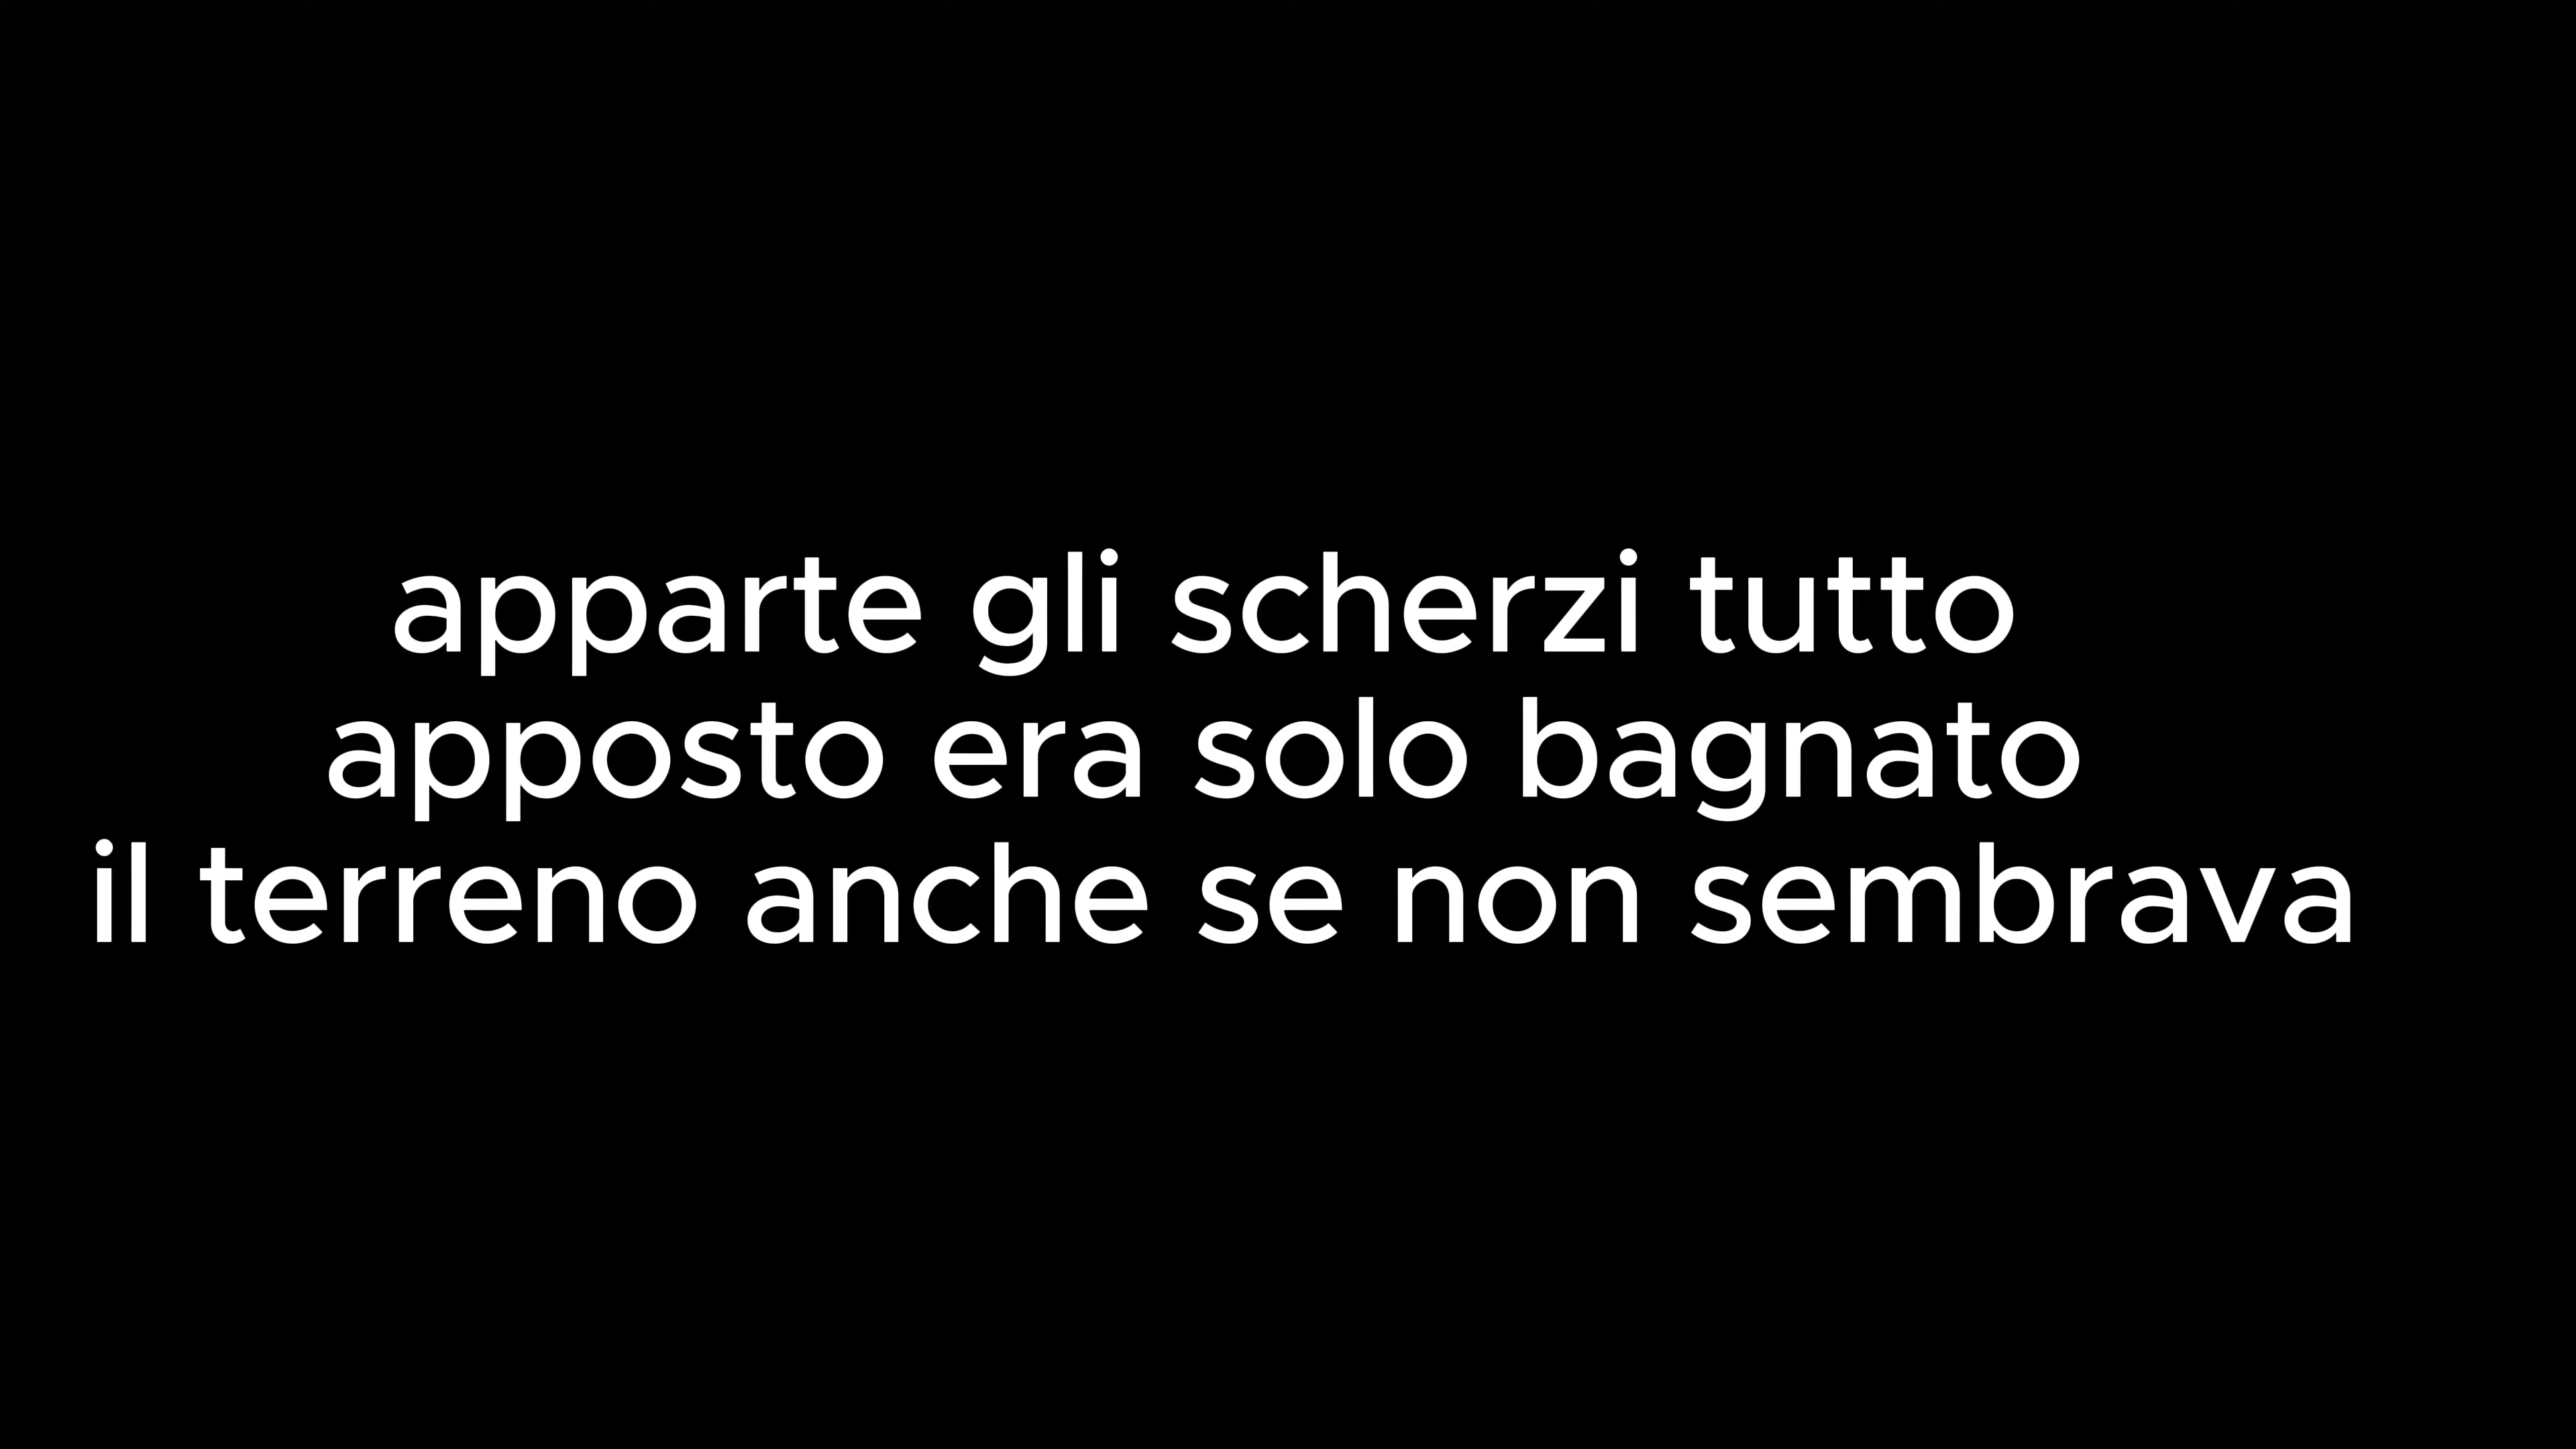 apparte gli scherzi tutto
apposto era solo bagnato
il terreno anche se non sembrava